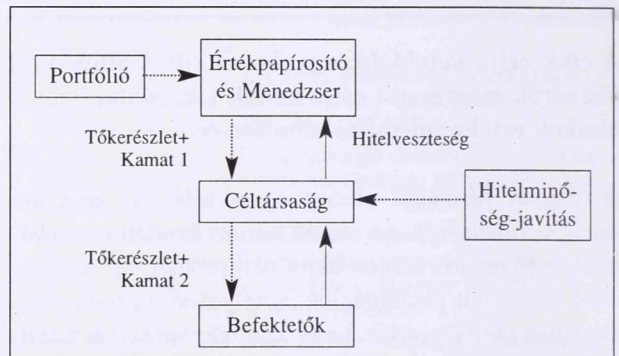 Portfólió
Értékpapírosító
és Menedzser
Tőkerészlet+
Kamat 1
Hitelveszteség
Céltársaság
Hitelminő-
ség-javítás
Tőkerészlet+
Kamat 2
Befektetők